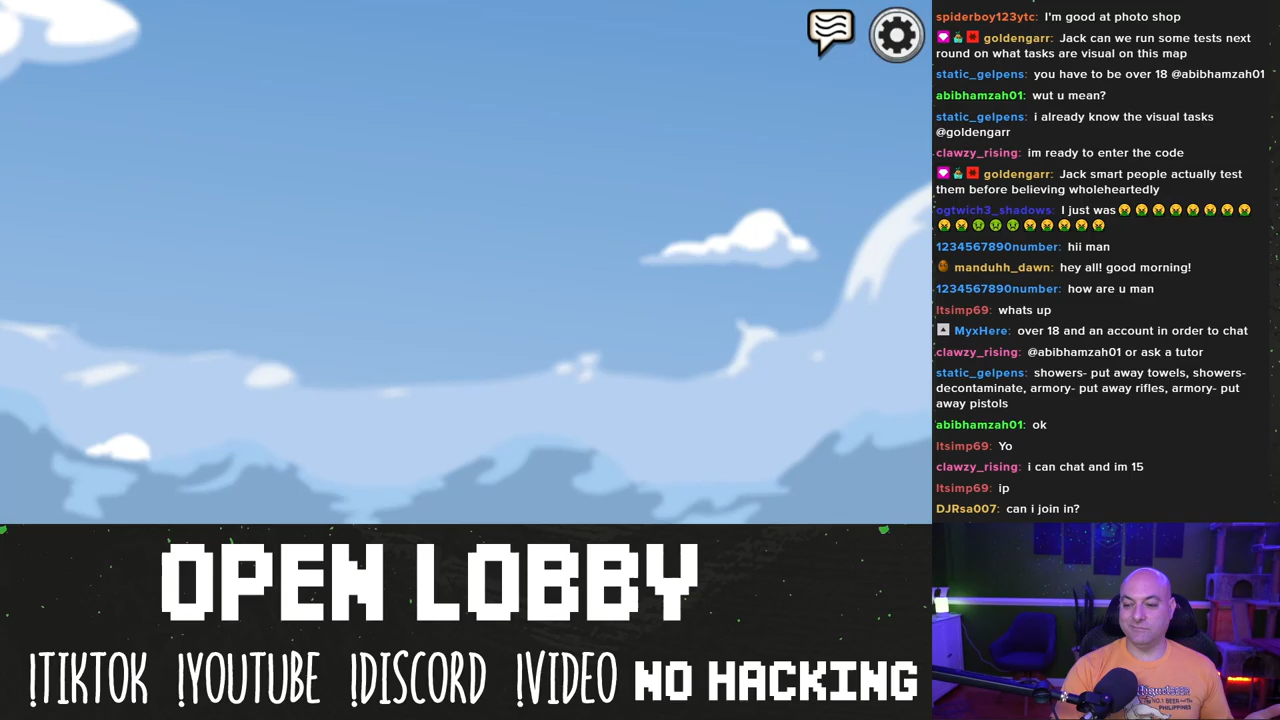 spiderboy123ytc: I'm good at photo shop
goldengarr: Jack can we run some tests next
round on what tasks are visual on this map
static_gelpens: you have to be over 18 @abibhamzah01
abibhamzah01: wut u mean?
static_gelpens: i already know the visual tasks
@goldengarr
clawzy_rising: im ready to enter the code
goldengarr: Jack smart people actually test
them before believing wholeheartedly
ogtwich3_shadows: I just was
1234567890number: hii man
manduhh_dawn: hey all! good morning!
1234567890number: how are u man
Itsimp69: whats up
MyxHere: over 18 and an account in order to chat
clawzy_rising: @abibhamzah01 or ask a tutor
static_gelpens: showers- put away towels, showers-
decontaminate, armory- put away rifles, armory- put
away pistols
abibhamzah01: ok
Itsimp69: Yo
clawzy_rising: i can chat and im 15
Itsimp69: ip
DJRsa007: can i join in?
OPEN LOBBY
!TIKTOK !YOUTUBE !DISCORD !VIDEO NO HACKING
PHILIPPINES